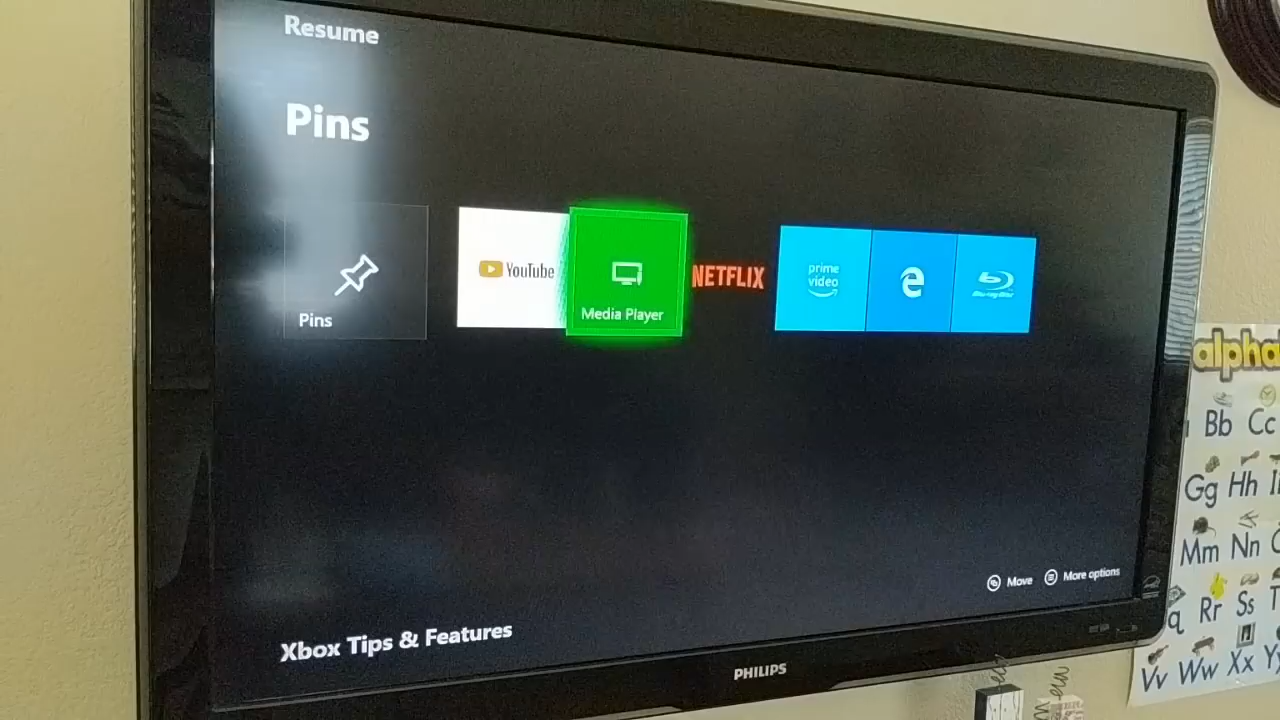 Resume
Pins
Pins
YouTube
Media Player
NETFLIX
prime video
e
Blu-ray Disc
Move
More options
Xbox Tips & Features
PHILIPS
alpha
Bb Cc
Gg Hh
Mm Nn
q Rr Ss
Vv Ww Xx